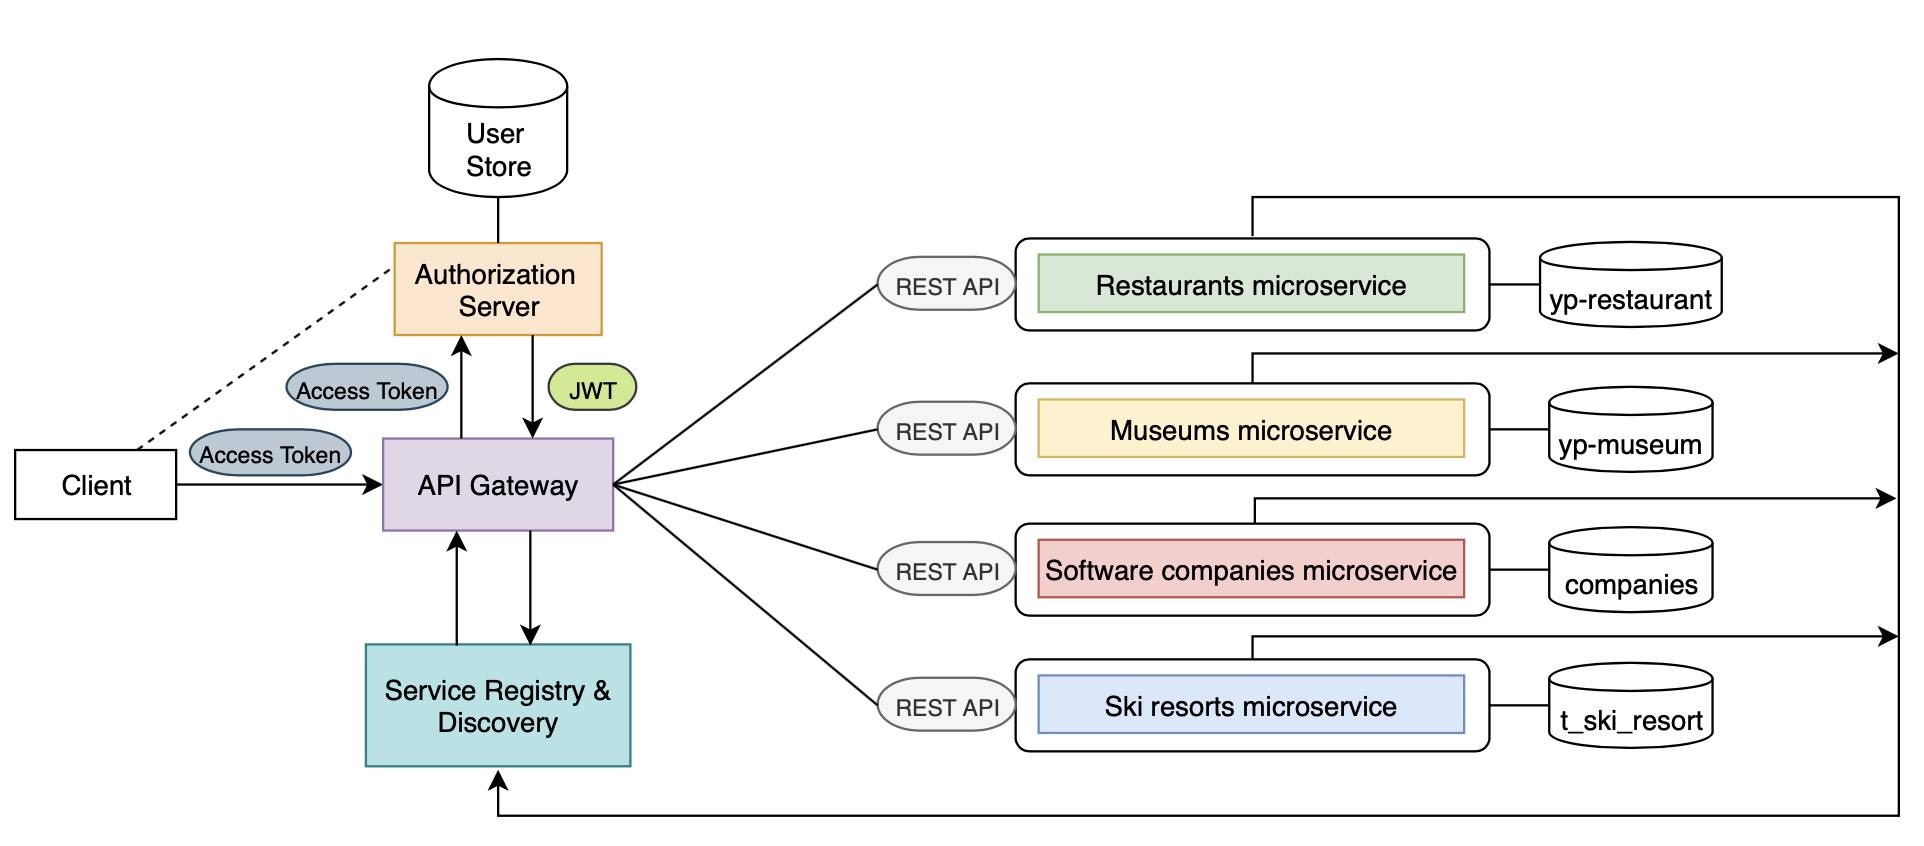 User
Store
Authorization
Server
Access Token
JWT
Access Token
Client
API Gateway
Service Registry &
Discovery
REST API
Restaurants microservice
yp-restaurant
REST API
Museums microservice
yp-museum
REST API
Software companies microservice
companies
REST API
Ski resorts microservice
t_ski_resort